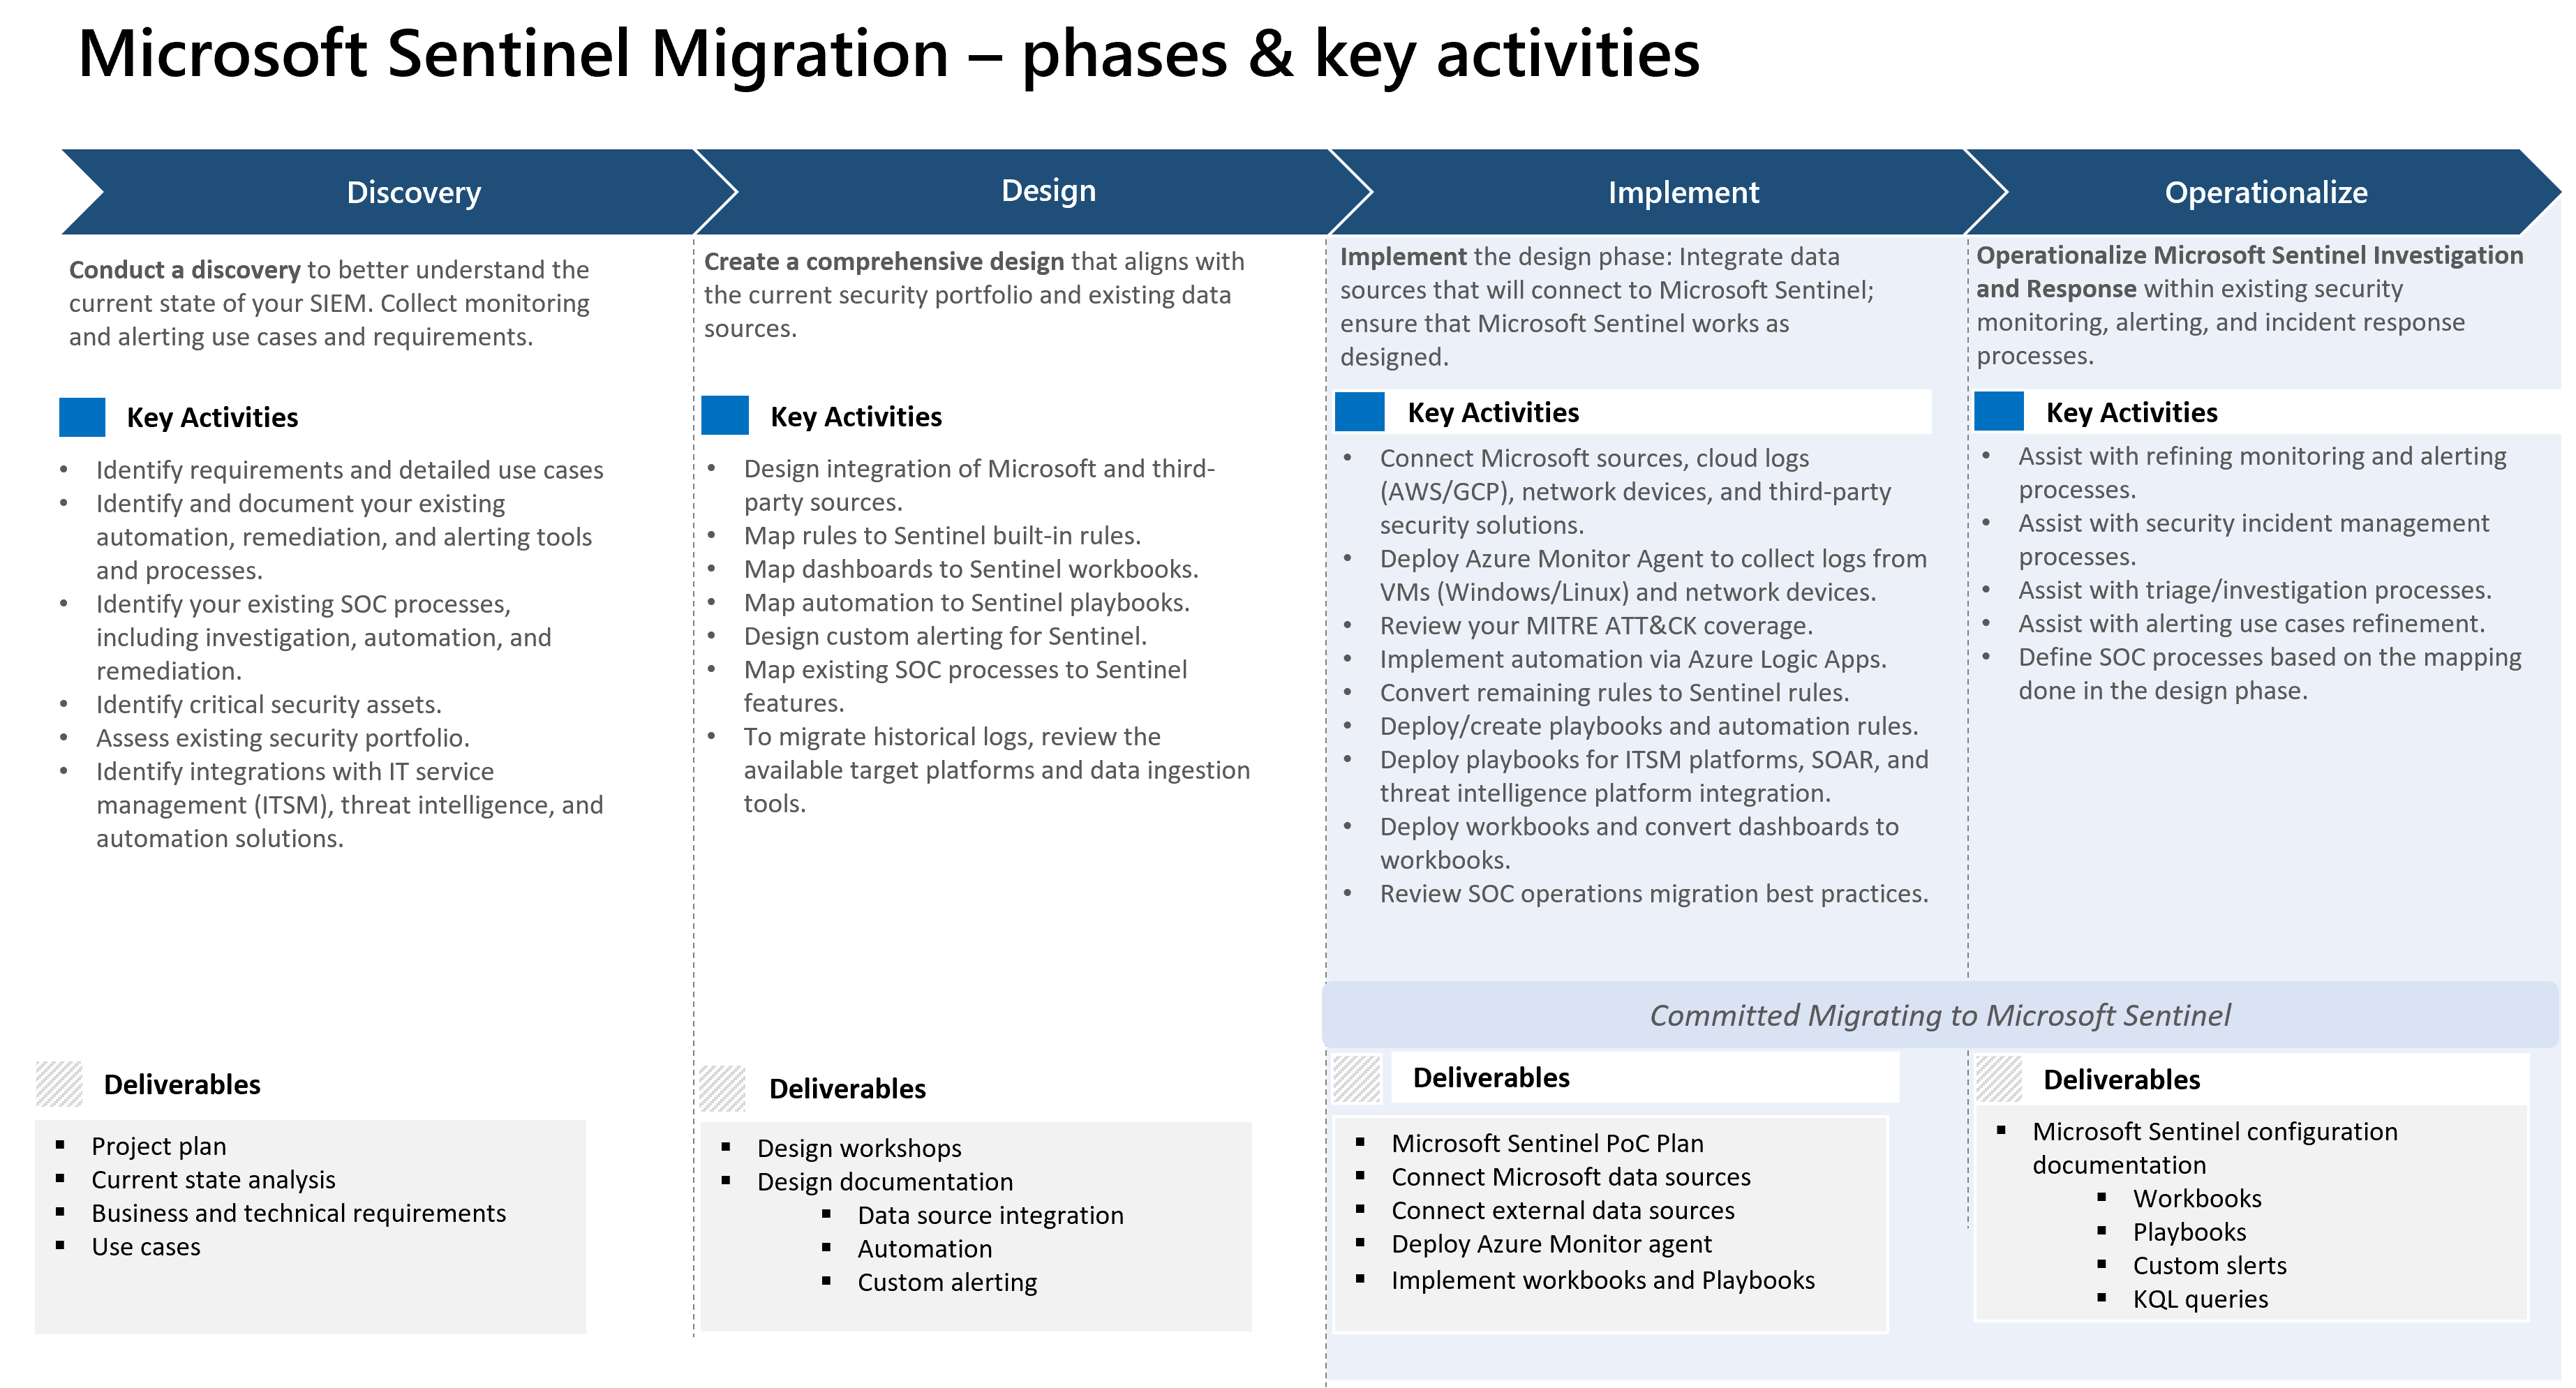 Microsoft Sentinel Migration – phases & key activities
Discovery
Conduct a discovery to better understand the
current state of your SIEM. Collect monitoring
and alerting use cases and requirements.
Key Activities
• Identify requirements and detailed use cases
• Identify and document your existing
automation, remediation, and alerting tools
and processes.
• Identify your existing SOC processes,
including investigation, automation, and
remediation.
• Identify critical security assets.
• Assess existing security portfolio.
• Identify integrations with IT service
management (ITSM), threat intelligence, and
automation solutions.
Deliverables
▪ Project plan
▪ Current state analysis
▪ Business and technical requirements
▪ Use cases
Design
Create a comprehensive design that aligns with
the current security portfolio and existing data
sources.
Key Activities
• Design integration of Microsoft and third-
party sources.
• Map rules to Sentinel built-in rules.
• Map dashboards to Sentinel workbooks.
• Map automation to Sentinel playbooks.
• Design custom alerting for Sentinel.
• Map existing SOC processes to Sentinel
features.
• To migrate historical logs, review the
available target platforms and data ingestion
tools.
Deliverables
▪ Design workshops
▪ Design documentation
▪ Data source integration
▪ Automation
▪ Custom alerting
Implement
Implement the design phase: Integrate data
sources that will connect to Microsoft Sentinel;
ensure that Microsoft Sentinel works as
designed.
Key Activities
• Connect Microsoft sources, cloud logs
(AWS/GCP), network devices, and third-party
security solutions.
• Deploy Azure Monitor Agent to collect logs from
VMs (Windows/Linux) and network devices.
• Review your MITRE ATT&CK coverage.
• Implement automation via Azure Logic Apps.
• Convert remaining rules to Sentinel rules.
• Deploy/create playbooks and automation rules.
• Deploy playbooks for ITSM platforms, SOAR, and
threat intelligence platform integration.
• Deploy workbooks and convert dashboards to
workbooks.
• Review SOC operations migration best practices.
Operationalize
Operationalize Microsoft Sentinel Investigation
and Response within existing security
monitoring, alerting, and incident response
processes.
Key Activities
• Assist with refining monitoring and alerting
processes.
• Assist with security incident management
processes.
• Assist with triage/investigation processes.
• Assist with alerting use cases refinement.
• Define SOC processes based on the mapping
done in the design phase.
Committed Migrating to Microsoft Sentinel
Deliverables
▪ Microsoft Sentinel PoC Plan
▪ Connect Microsoft data sources
▪ Connect external data sources
▪ Deploy Azure Monitor agent
▪ Implement workbooks and Playbooks
Deliverables
▪ Microsoft Sentinel configuration
documentation
▪ Workbooks
▪ Playbooks
▪ Custom slerts
▪ KQL queries